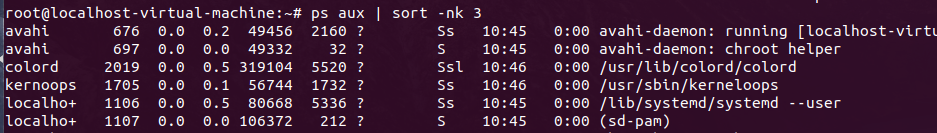 root@localhost-virtual-machine:~# ps aux | sort -nk 3
avahi 676 0.0 0.2 49456 2160 ? Ss 10:45 0:00 avahi-daemon: running [localhost-virtu
avahi 697 0.0 0.0 49332 32 ? S 10:45 0:00 avahi-daemon: chroot helper
colord 2019 0.0 0.5 319104 5520 ? Ssl 10:46 0:00 /usr/lib/colord/colord
kernoops 1705 0.0 0.1 56744 1732 ? Ss 10:46 0:00 /usr/sbin/kerneloops
localho+ 1106 0.0 0.5 80668 5336 ? Ss 10:45 0:00 /lib/systemd/systemd --user
localho+ 1107 0.0 0.0 106372 212 ? S 10:45 0:00 (sd-pam)